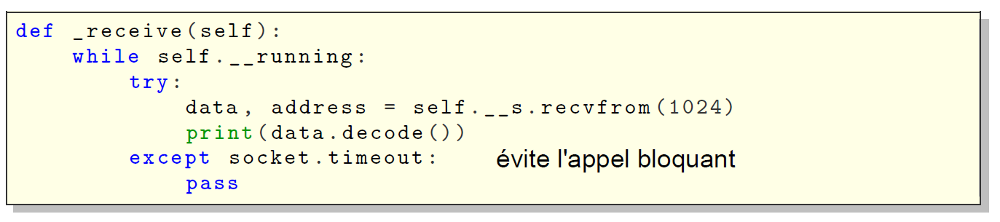 def _receive(self):
    while self.__running:
        try:
            data, address = self.__s.recvfrom(1024)
            print(data.decode())
        except socket.timeout:    évite l'appel bloquant
            pass